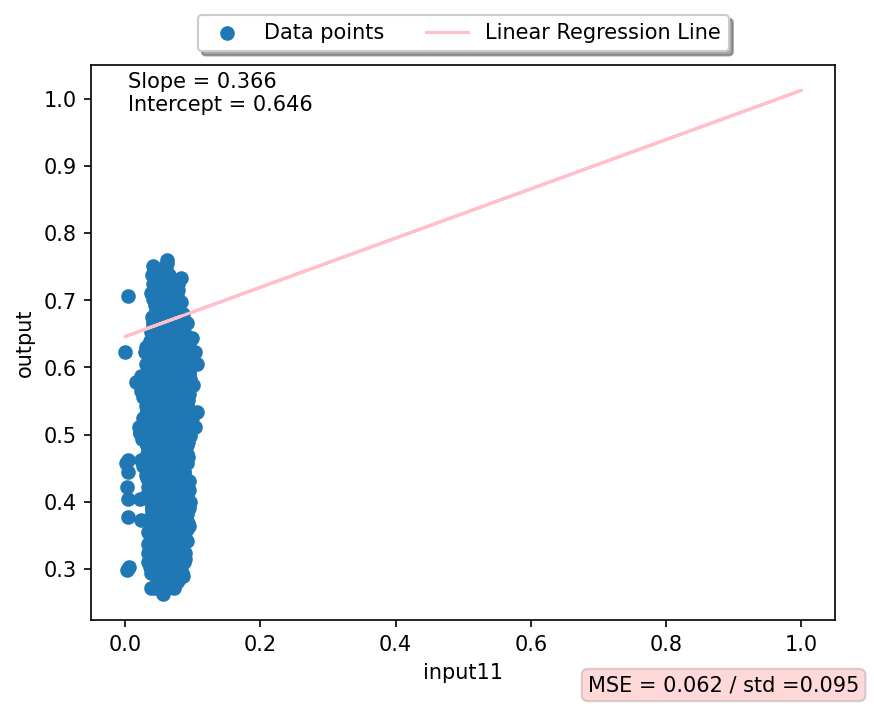 Data points
Linear Regression Line
Slope = 0.366
Intercept = 0.646
output
1.0
0.9
0.8
0.7
0.6
0.5
0.4
0.3
0.0 0.2 0.4 0.6 0.8 1.0
input11
MSE = 0.062 / std =0.095